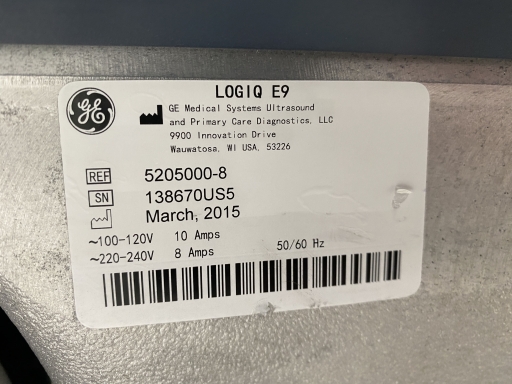 LOGIQ E9
GE
GE Medical Systems Ultrasound
and Primary Care Diagnostics, LLC
9900 Innovation Drive
Wauwatosa, WI USA, 53226
REF 5205000-8
SN 138670US5
March, 2015
~100-120V 10 Amps
~220-240V 8 Amps 50/60 Hz